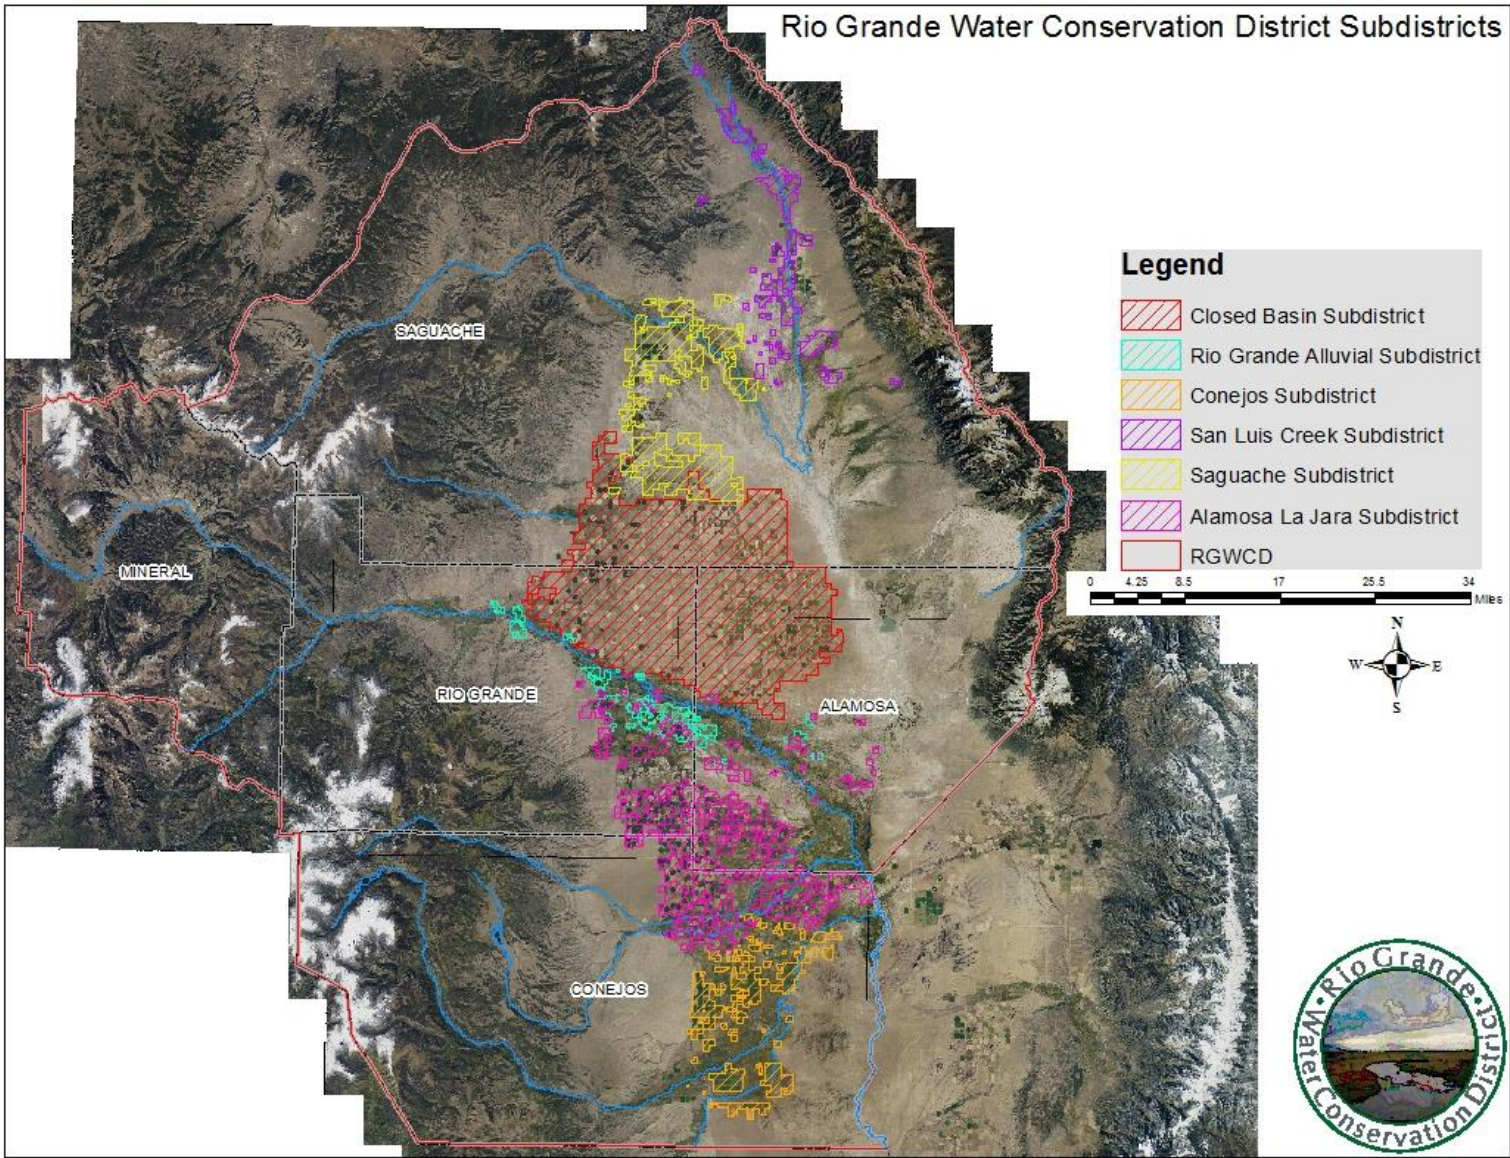 Rio Grande Water Conservation District Subdistricts
Legend
Closed Basin Subdistrict
Rio Grande Alluvial Subdistrict
Conejos Subdistrict
San Luis Creek Subdistrict
Saguache Subdistrict
Alamosa La Jara Subdistrict
RGWCD
0 4.25 8.5 17 25.5 34
Miles
N
W E
S
SAGUACHE
MINERAL
RIO GRANDE
ALAMOSA
CONEJOS
Rio Grande
Water Conservation District